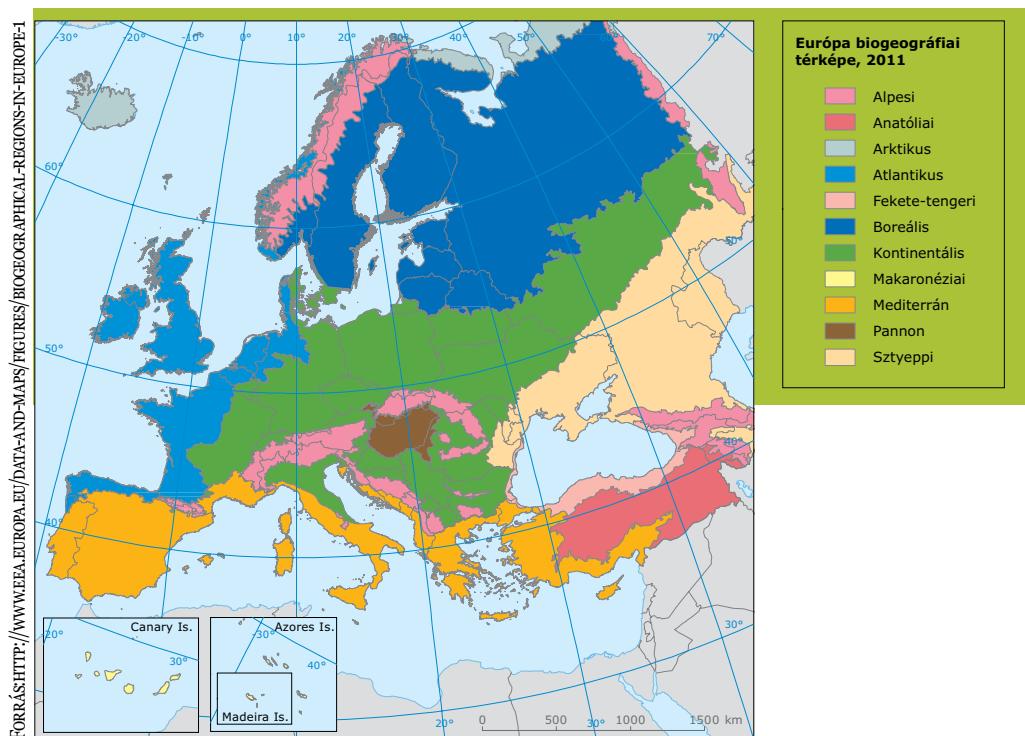 FORRÁS:HTTP://WWW.EEA.EUROPA.EU/DATA-AND-MAPS/FIGURES/BIOGEOGRAPHICAL-REGIONS-IN-EUROPE-1
-30°
-20°
-10°
0°
10°
20°
30°
40°
50°
60°
70°
60°
50°
50°
40°
40°
30°
20°
30°
Canary Is.
-20°
30°
Azores Is.
-30°
40°
Madeira Is.
0
500
1000
1500 km
Európa biogeográfiai
térképe, 2011
Alpesi
Anatóliai
Arktikus
Atlantikus
Fekete-tengeri
Boreális
Kontinentális
Makaronéziai
Mediterrán
Pannon
Sztyeppi